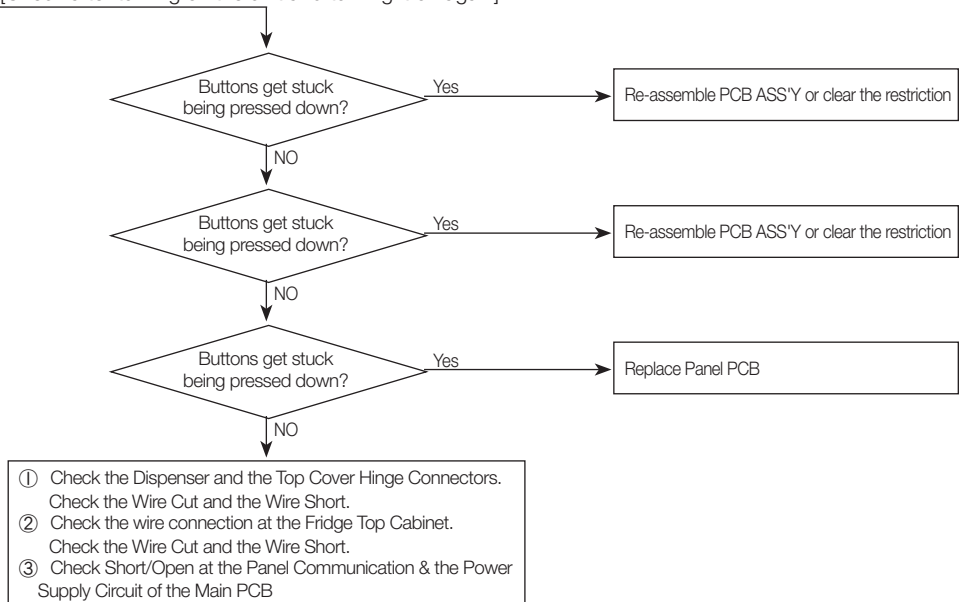 Buttons get stuck
being pressed down?
Yes
Re-assemble PCB ASS'Y or clear the restriction
NO
Buttons get stuck
being pressed down?
Yes
Re-assemble PCB ASS'Y or clear the restriction
NO
Buttons get stuck
being pressed down?
Yes
Replace Panel PCB
NO
① Check the Dispenser and the Top Cover Hinge Connectors.
Check the Wire Cut and the Wire Short.
② Check the wire connection at the Fridge Top Cabinet.
Check the Wire Cut and the Wire Short.
③ Check Short/Open at the Panel Communication & the Power
Supply Circuit of the Main PCB